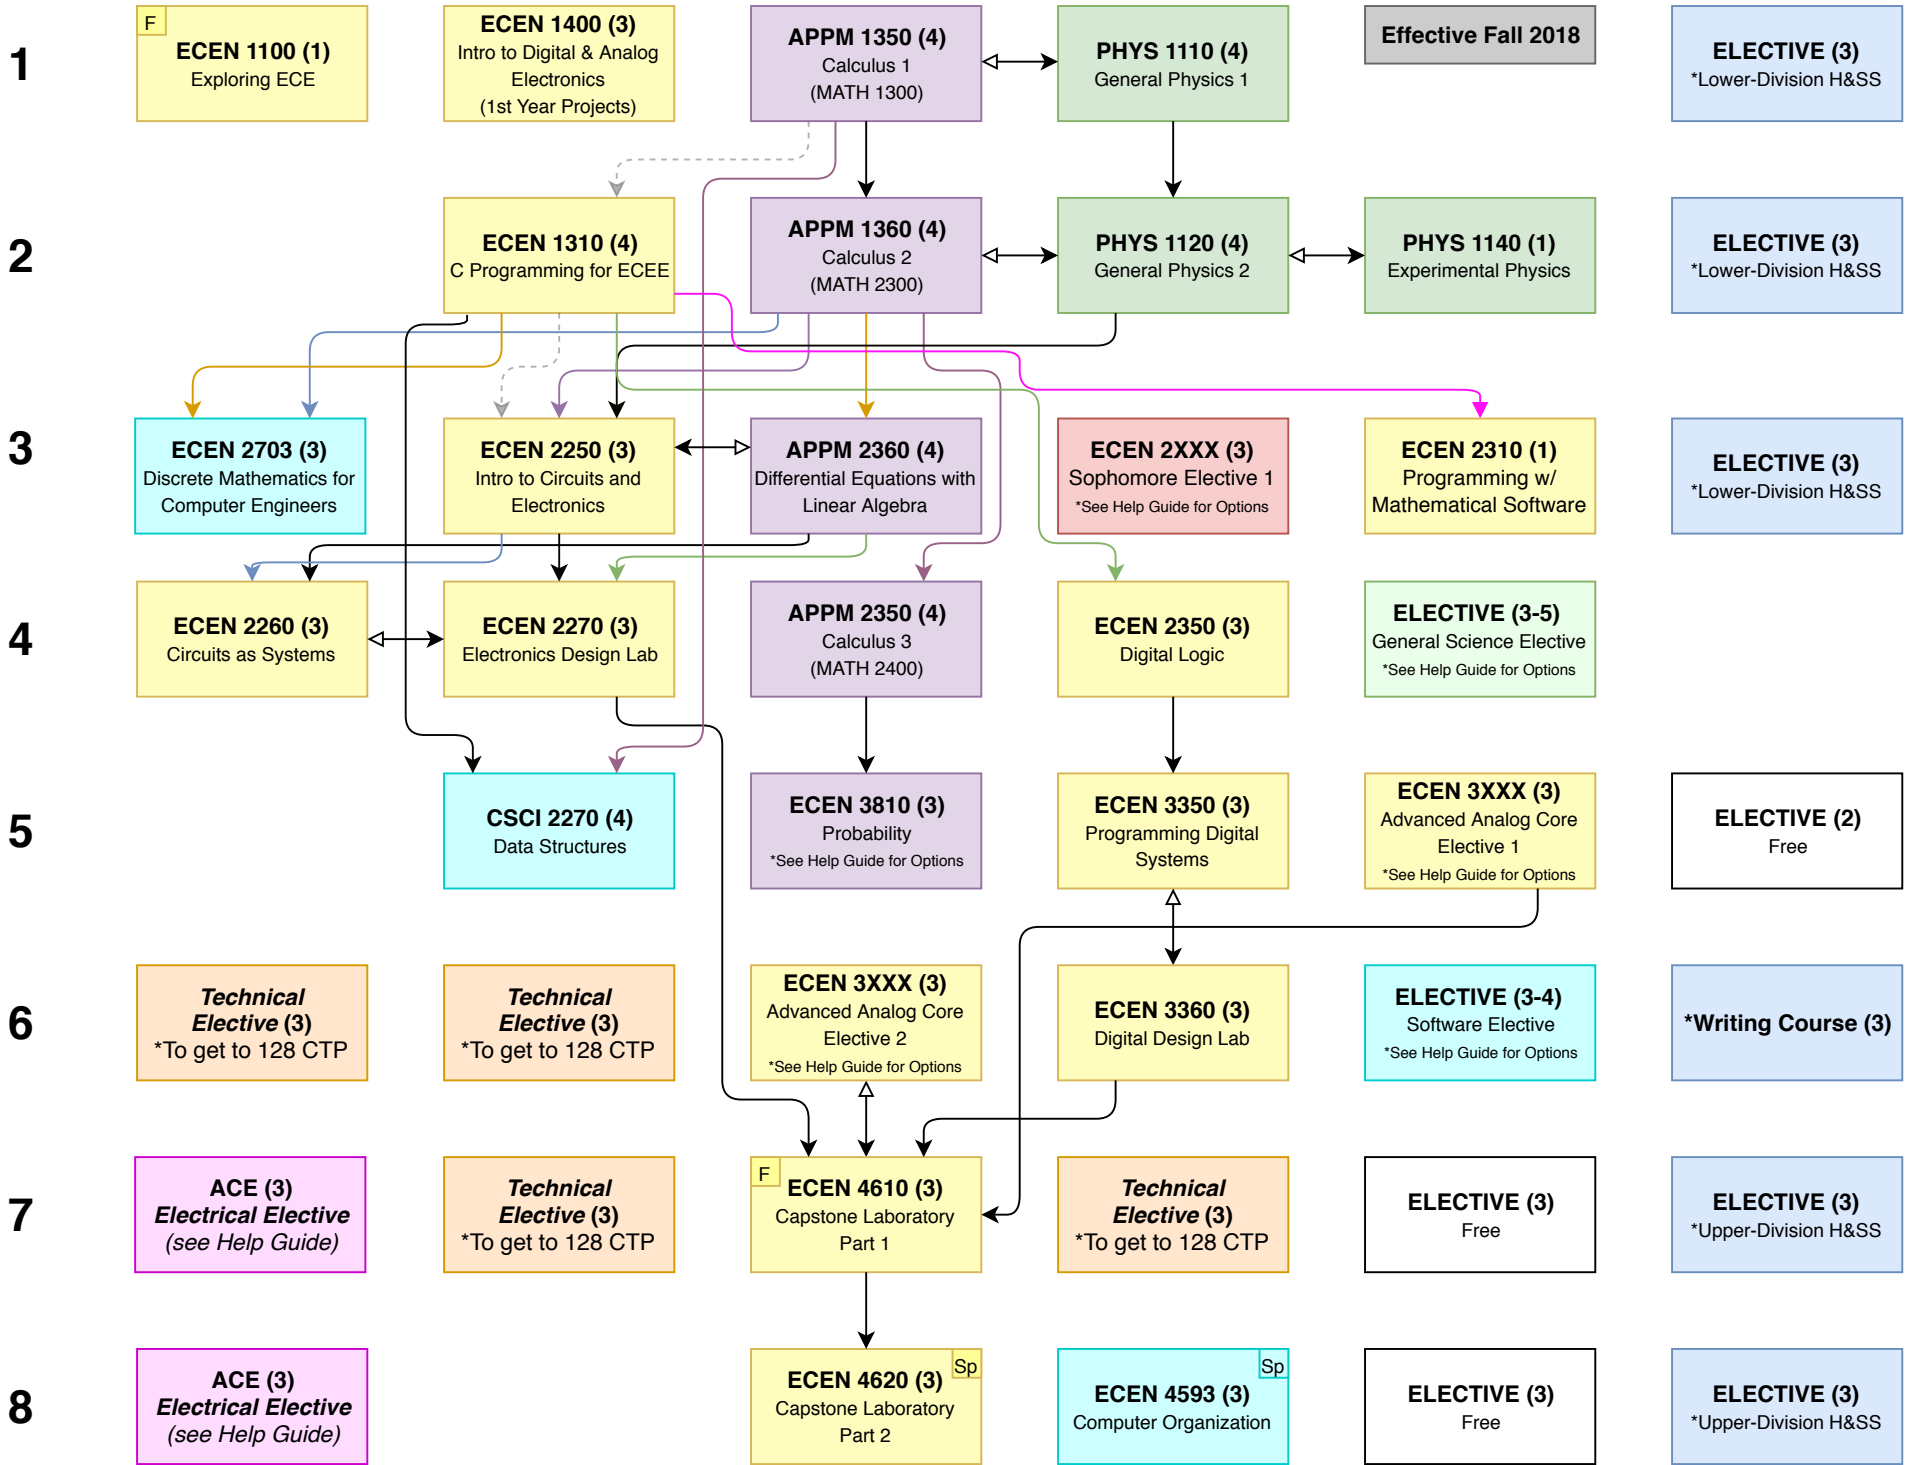 1
F
ECEN 1100 (1)
Exploring ECE
ECEN 1400 (3)
Intro to Digital & Analog
Electronics
(1st Year Projects)
APPM 1350 (4)
Calculus 1
(MATH 1300)
PHYS 1110 (4)
General Physics 1
Effective Fall 2018
ELECTIVE (3)
*Lower-Division H&SS
2
ECEN 1310 (4)
C Programming for ECEE
APPM 1360 (4)
Calculus 2
(MATH 2300)
PHYS 1120 (4)
General Physics 2
PHYS 1140 (1)
Experimental Physics
ELECTIVE (3)
*Lower-Division H&SS
3
ECEN 2703 (3)
Discrete Mathematics for
Computer Engineers
ECEN 2250 (3)
Intro to Circuits and
Electronics
APPM 2360 (4)
Differential Equations with
Linear Algebra
ECEN 2XXX (3)
Sophomore Elective 1
*See Help Guide for Options
ECEN 2310 (1)
Programming w/
Mathematical Software
ELECTIVE (3)
*Lower-Division H&SS
4
ECEN 2260 (3)
Circuits as Systems
ECEN 2270 (3)
Electronics Design Lab
APPM 2350 (4)
Calculus 3
(MATH 2400)
ECEN 2350 (3)
Digital Logic
ELECTIVE (3-5)
General Science Elective
*See Help Guide for Options
5
CSCI 2270 (4)
Data Structures
ECEN 3810 (3)
Probability
*See Help Guide for Options
ECEN 3350 (3)
Programming Digital
Systems
ECEN 3XXX (3)
Advanced Analog Core
Elective 1
*See Help Guide for Options
ELECTIVE (2)
Free
6
Technical
Elective (3)
*To get to 128 CTP
Technical
Elective (3)
*To get to 128 CTP
ECEN 3XXX (3)
Advanced Analog Core
Elective 2
*See Help Guide for Options
ECEN 3360 (3)
Digital Design Lab
ELECTIVE (3-4)
Software Elective
*See Help Guide for Options
*Writing Course (3)
7
ACE (3)
Electrical Elective
(see Help Guide)
Technical
Elective (3)
*To get to 128 CTP
F
ECEN 4610 (3)
Capstone Laboratory
Part 1
Technical
Elective (3)
*To get to 128 CTP
ELECTIVE (3)
Free
ELECTIVE (3)
*Upper-Division H&SS
8
ACE (3)
Electrical Elective
(see Help Guide)
Sp
ECEN 4620 (3)
Capstone Laboratory
Part 2
Sp
ECEN 4593 (3)
Computer Organization
ELECTIVE (3)
Free
ELECTIVE (3)
*Upper-Division H&SS